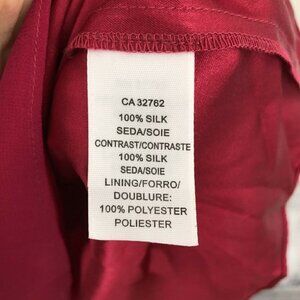 CA 32762
100% SILK
SEDA/SOIE
CONTRAST/CONTRASTE
100% SILK
SEDA/SOIE
LINING/FORRO/
DOUBLURE:
100% POLYESTER
POLIESTER